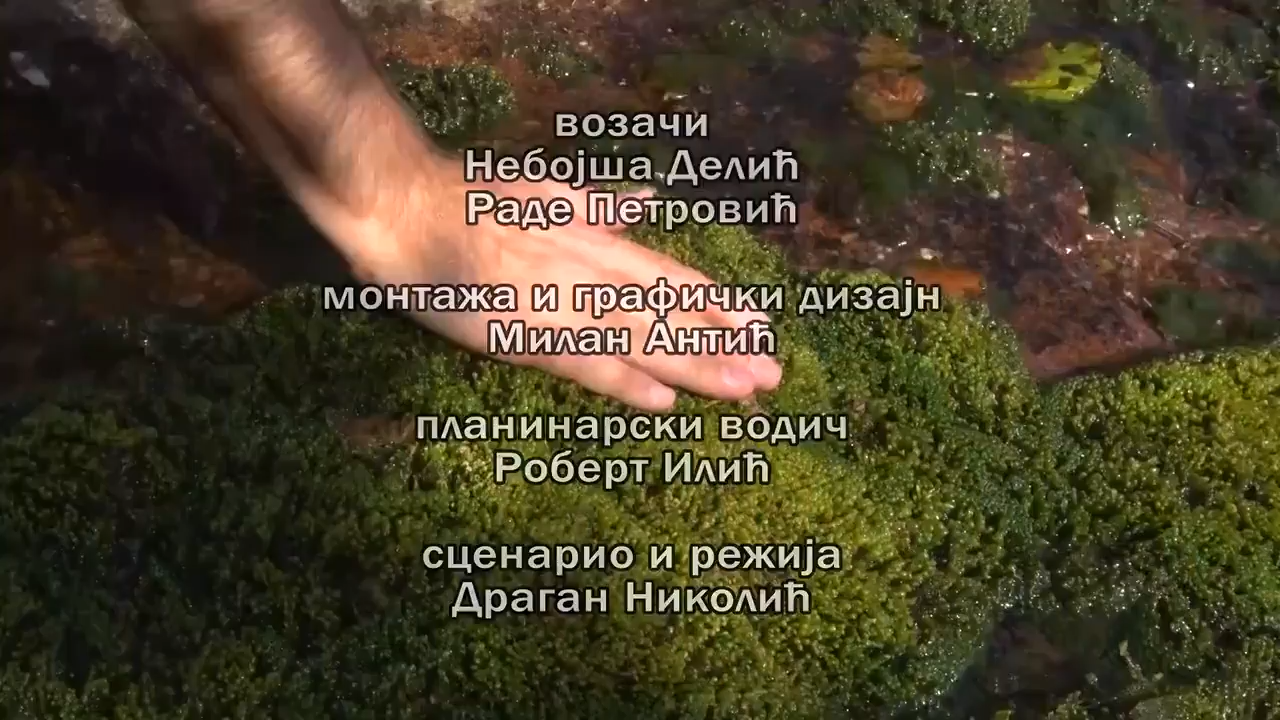 возачи
Небојша Делић
Раде Петровић
монтажа и графички дизајн
Милан Антић
планинарски водич
Роберт Илић
сценарио и режија
Драган Николић